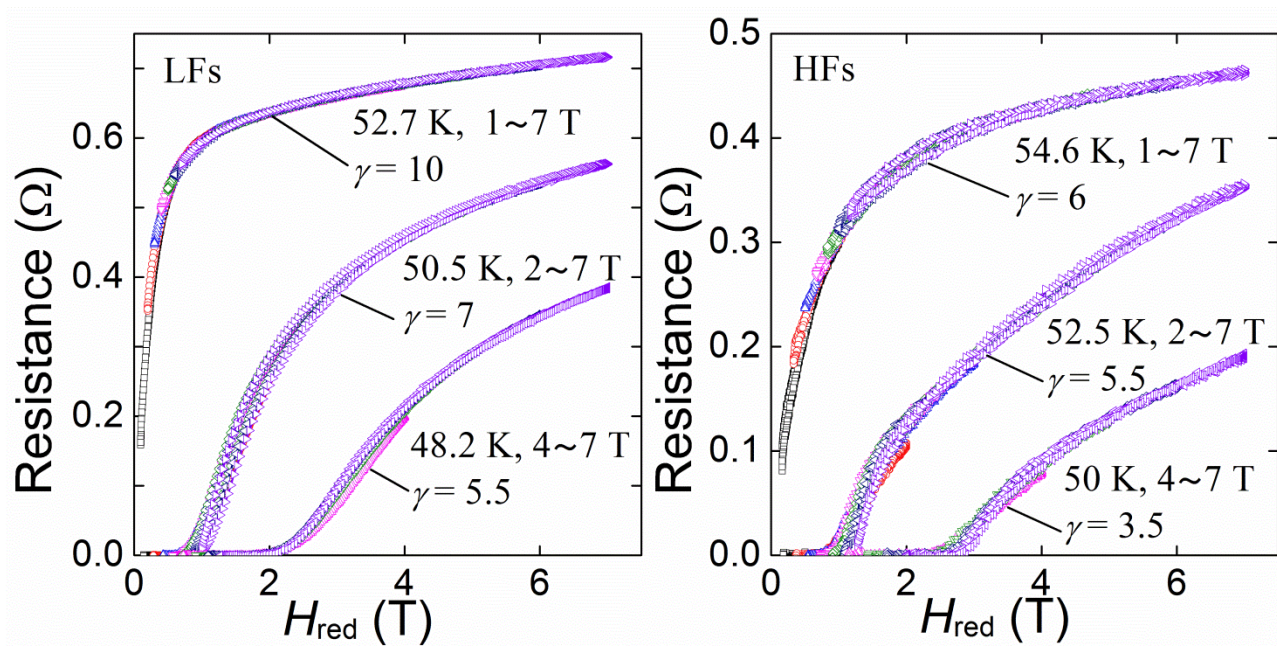 LFs
Resistance (Ω)
0.6
0.4
0.2
0.0
52.7 K, 1~7 T
γ = 10
50.5 K, 2~7 T
γ = 7
48.2 K, 4~7 T
γ = 5.5
0 2 4 6
Hred (T)
HFs
Resistance (Ω)
0.5
0.4
0.3
0.2
0.1
0.0
54.6 K, 1~7 T
γ = 6
52.5 K, 2~7 T
γ = 5.5
50 K, 4~7 T
γ = 3.5
0 2 4 6
Hred (T)